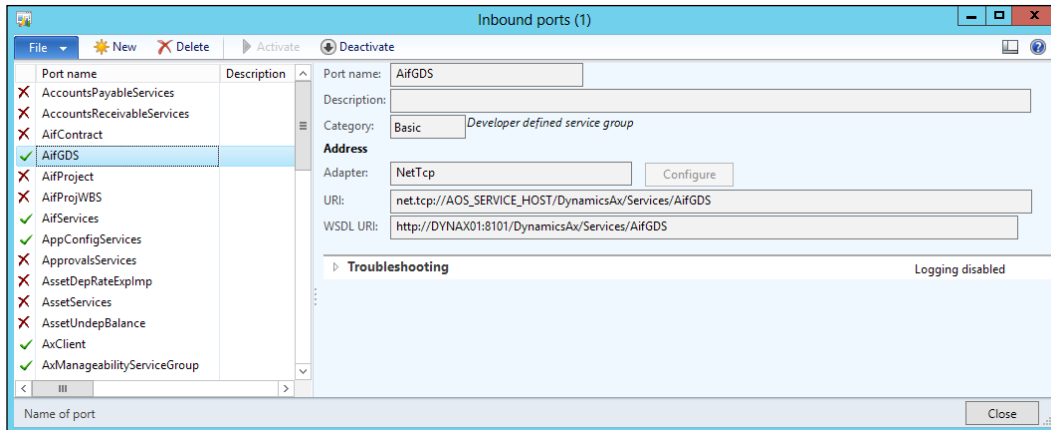 Inbound ports (1)
File New Delete Activate Deactivate
Port name Description
AccountsPayableServices
AccountsReceivableServices
AifContract
AifGDS
AifProject
AifProjWBS
AifServices
AppConfigServices
ApprovalsServices
AssetDepRateExpImp
AssetServices
AssetUndepBalance
AxClient
AxManageabilityServiceGroup
Port name: AifGDS
Description:
Category: Basic Developer defined service group
Address
Adapter: NetTcp Configure
URI: net.tcp://AOS_SERVICE_HOST/DynamicsAx/Services/AifGDS
WSDL URI: http://DYNAX01:8101/DynamicsAx/Services/AifGDS
Troubleshooting Logging disabled
Name of port Close